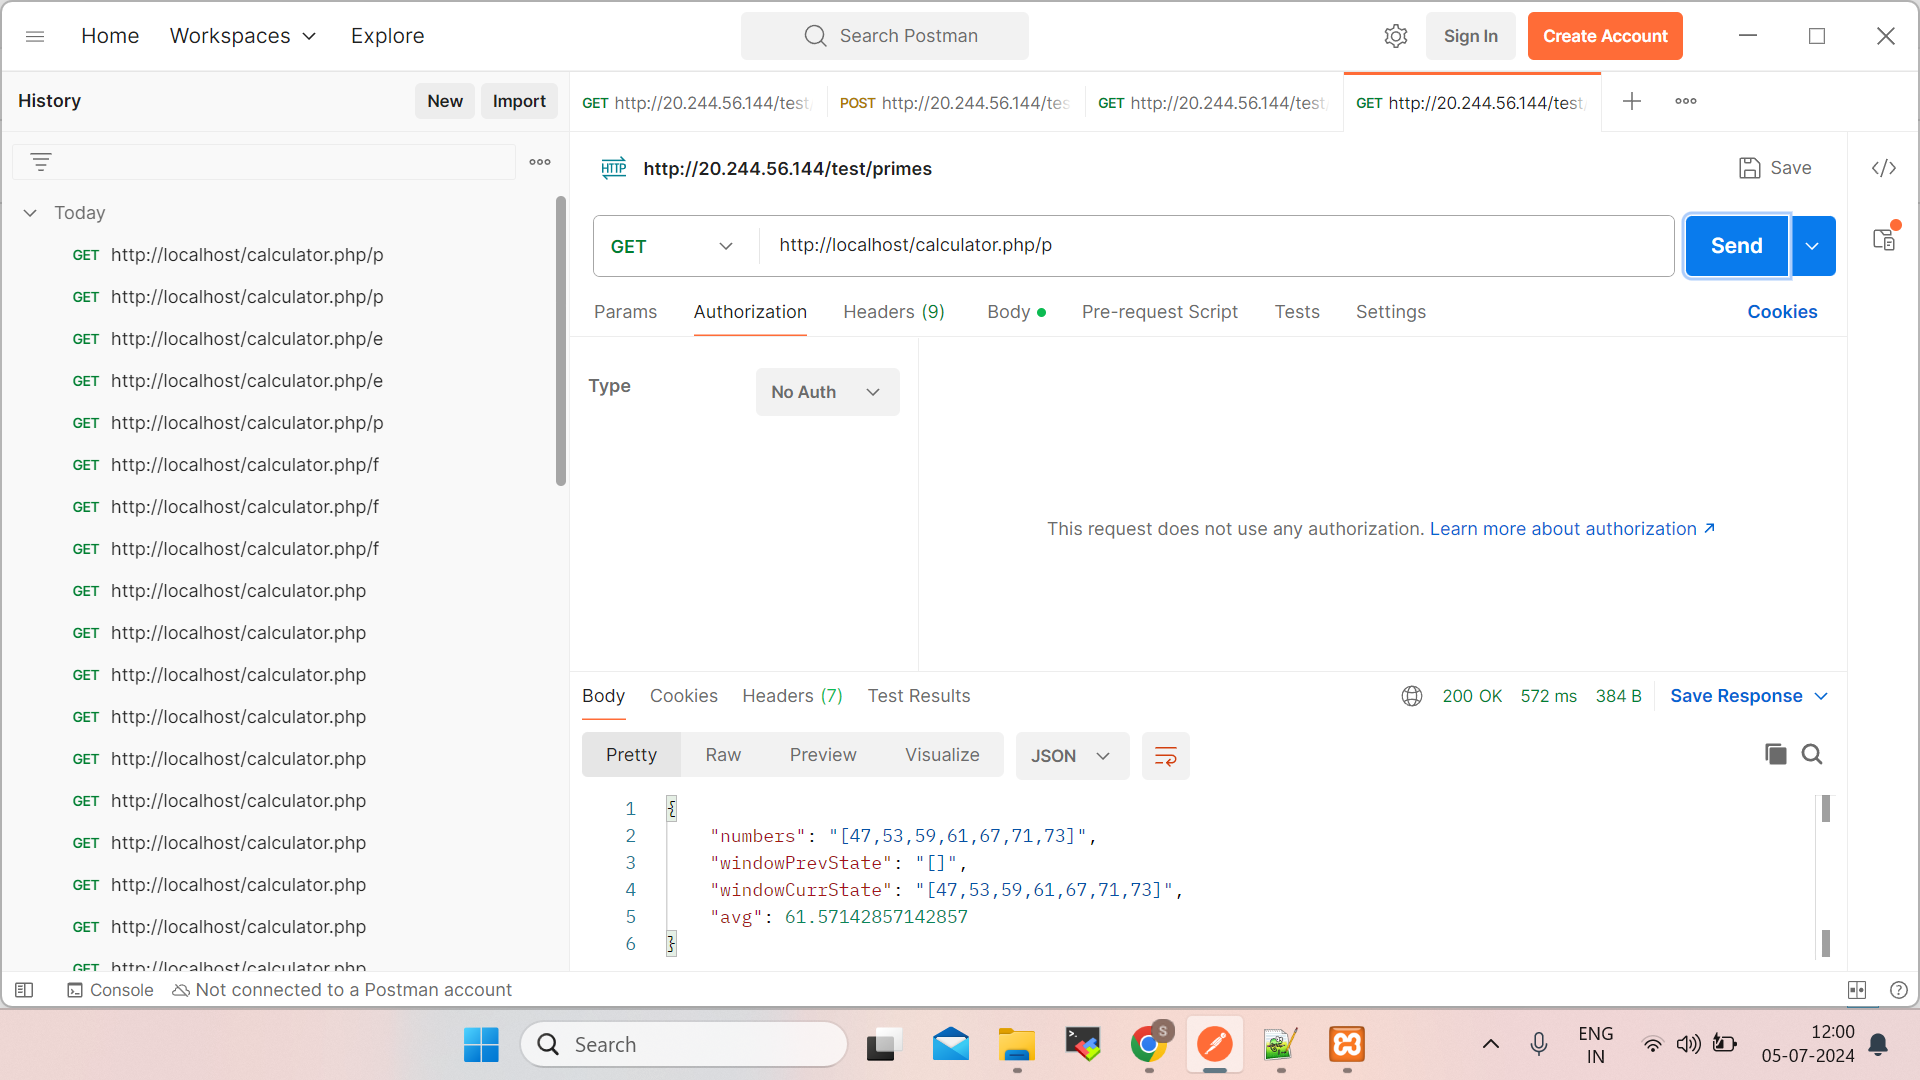 Home Workspaces Explore Search Postman Sign In Create Account
History New Import
GET http://20.244.56.144/test POST http://20.244.56.144/tes GET http://20.244.56.144/test GET http://20.244.56.144/test
HTTP http://20.244.56.144/test/primes Save
Today
GET http://localhost/calculator.php/p
GET http://localhost/calculator.php/p
GET http://localhost/calculator.php/e
GET http://localhost/calculator.php/e
GET http://localhost/calculator.php/p
GET http://localhost/calculator.php/f
GET http://localhost/calculator.php/f
GET http://localhost/calculator.php/f
GET http://localhost/calculator.php
GET http://localhost/calculator.php
GET http://localhost/calculator.php
GET http://localhost/calculator.php
GET http://localhost/calculator.php
GET http://localhost/calculator.php
GET http://localhost/calculator.php
GET http://localhost/calculator.php
GET http://localhost/calculator.php
GET http://localhost/calculator.php
GET http://localhost/calculator.php/p Send
Params Authorization Headers (9) Body Pre-request Script Tests Settings Cookies
Type No Auth
This request does not use any authorization. Learn more about authorization
Body Cookies Headers (7) Test Results 200 OK 572 ms 384 B Save Response
Pretty Raw Preview Visualize JSON
1 {
2 "numbers": "[47,53,59,61,67,71,73]",
3 "windowPrevState": "[]",
4 "windowCurrState": "[47,53,59,61,67,71,73]",
5 "avg": 61.57142857142857
6 }
Console Not connected to a Postman account
Search S ENG 12:00
IN 05-07-2024